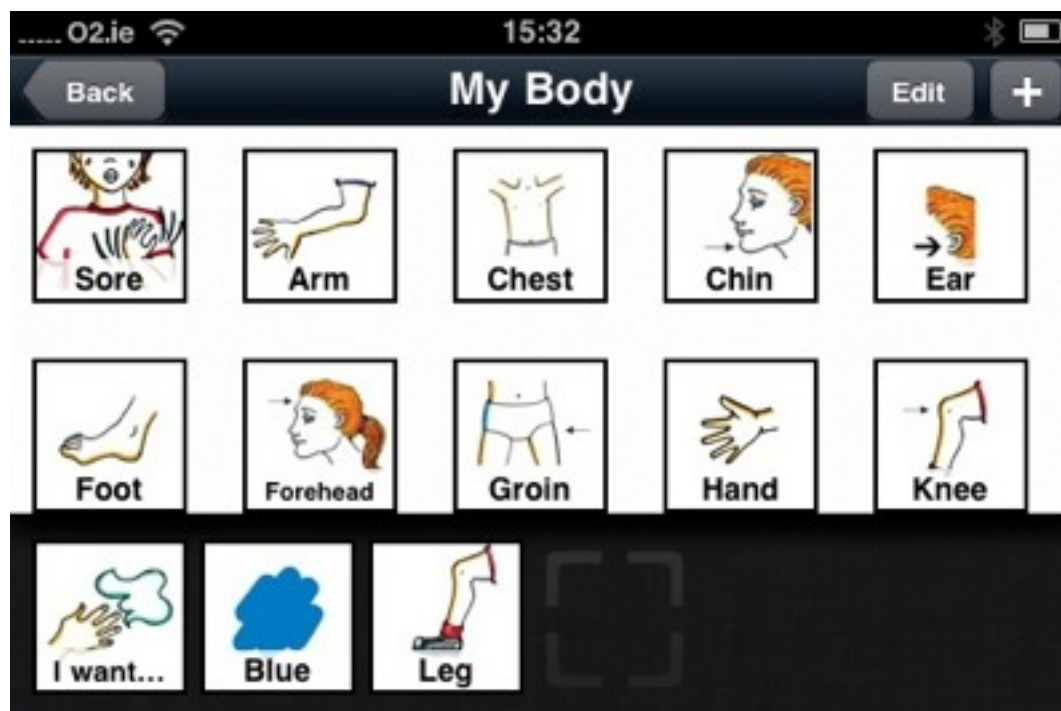 ..... O2.ie 15:32
Back My Body Edit +
Sore Arm Chest Chin Ear
Foot Forehead Groin Hand Knee
I want... Blue Leg